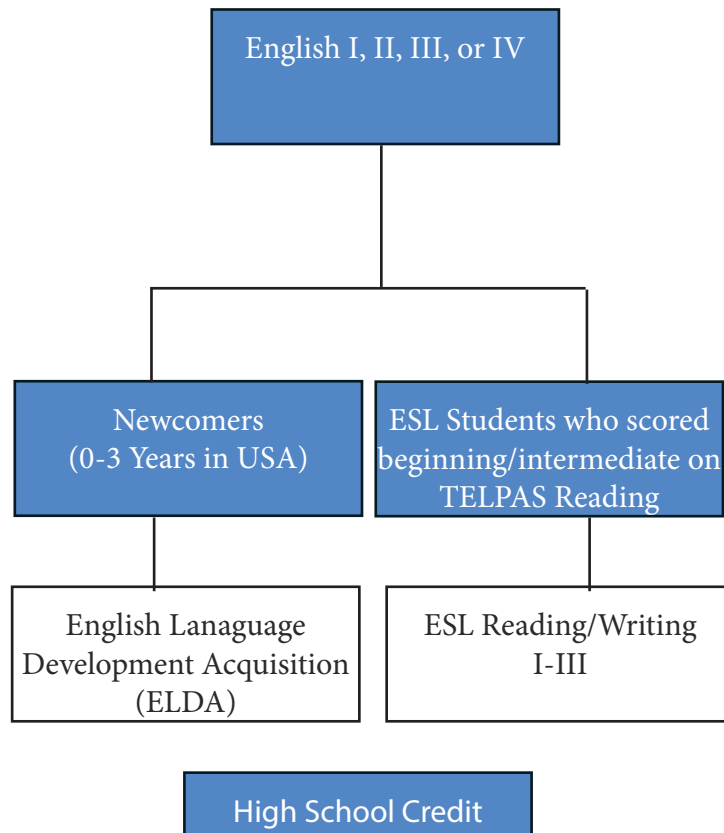 English I, II, III, or IV
Newcomers
(0-3 Years in USA)
ESL Students who scored
beginning/intermediate on
TELPAS Reading
English Lanaguage
Development Acquisition
(ELDA)
ESL Reading/Writing
I-III
High School Credit